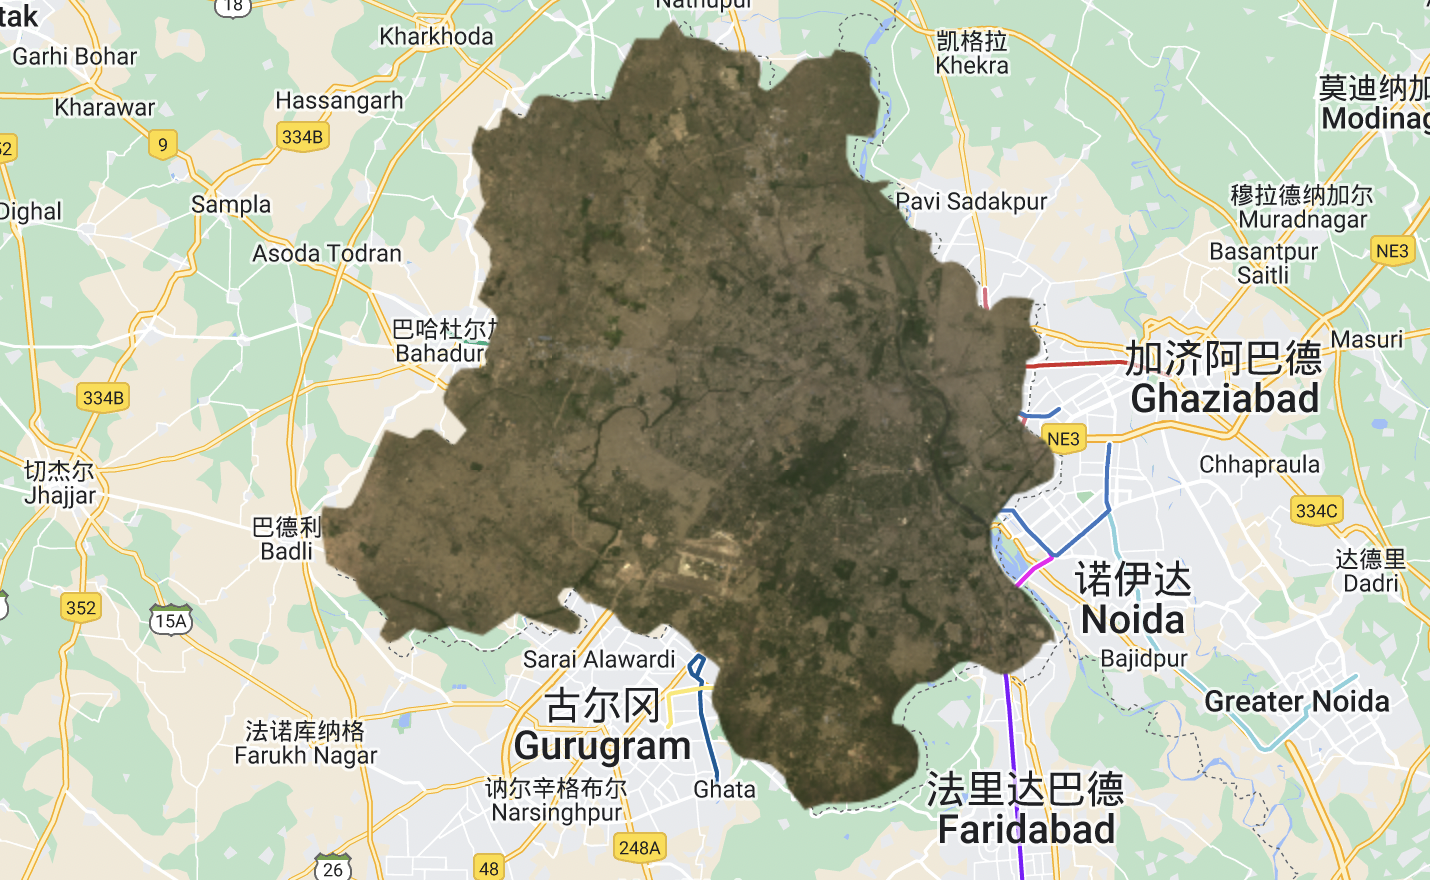 Nathupur
18
tak
Garhi Bohar
Kharkhoda
凯格拉
Khekra
Kharawar
Hassangarh
莫迪纳加
Modinag
334B
9
52
Dighal
Sampla
Pavi Sadakpur
穆拉德纳加尔
Muradnagar
Asoda Todran
Basantpur
Saitli
NE3
巴哈杜尔加
Bahadur
Masuri
加济阿巴德
Ghaziabad
334B
NE3
切杰尔
Jhajjar
Chhapraula
334C
巴德利
Badli
达德里
Dadri
诺伊达
Noida
352
15A
Sarai Alawardi
Bajidpur
古尔冈
Gurugram
Greater Noida
法诺库纳格
Farukh Nagar
讷尔辛格布尔
Narsinghpur
Ghata
法里达巴德
Faridabad
248A
26
48